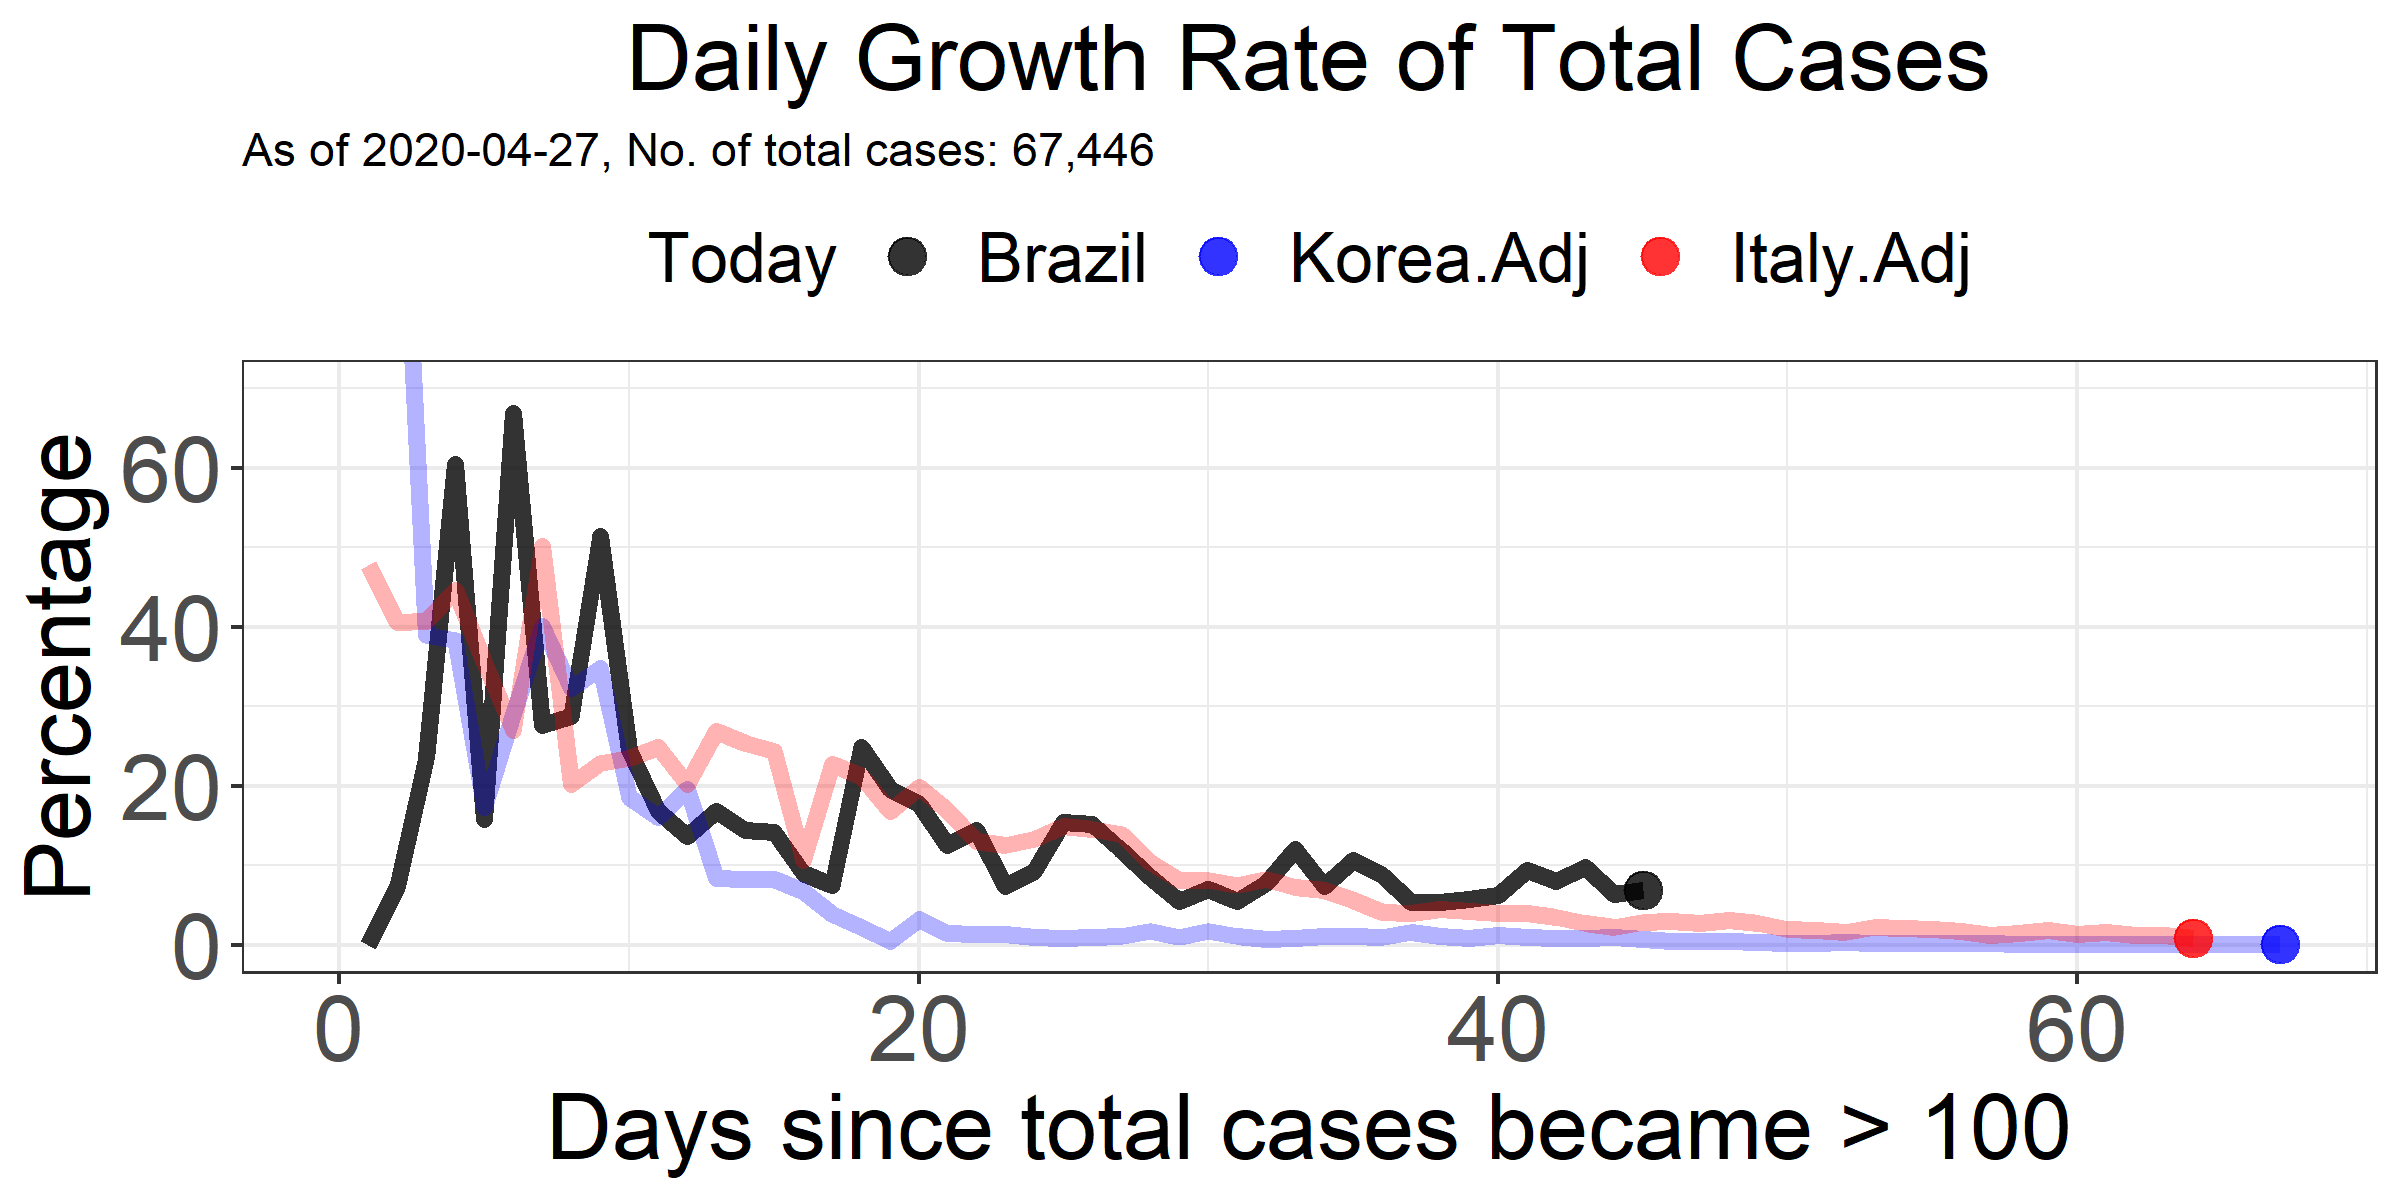 Daily Growth Rate of Total Cases
As of 2020-04-27, No. of total cases: 67,446
Today Brazil Korea.Adj Italy.Adj
Percentage
60
40
20
0
0 20 40 60
Days since total cases became > 100